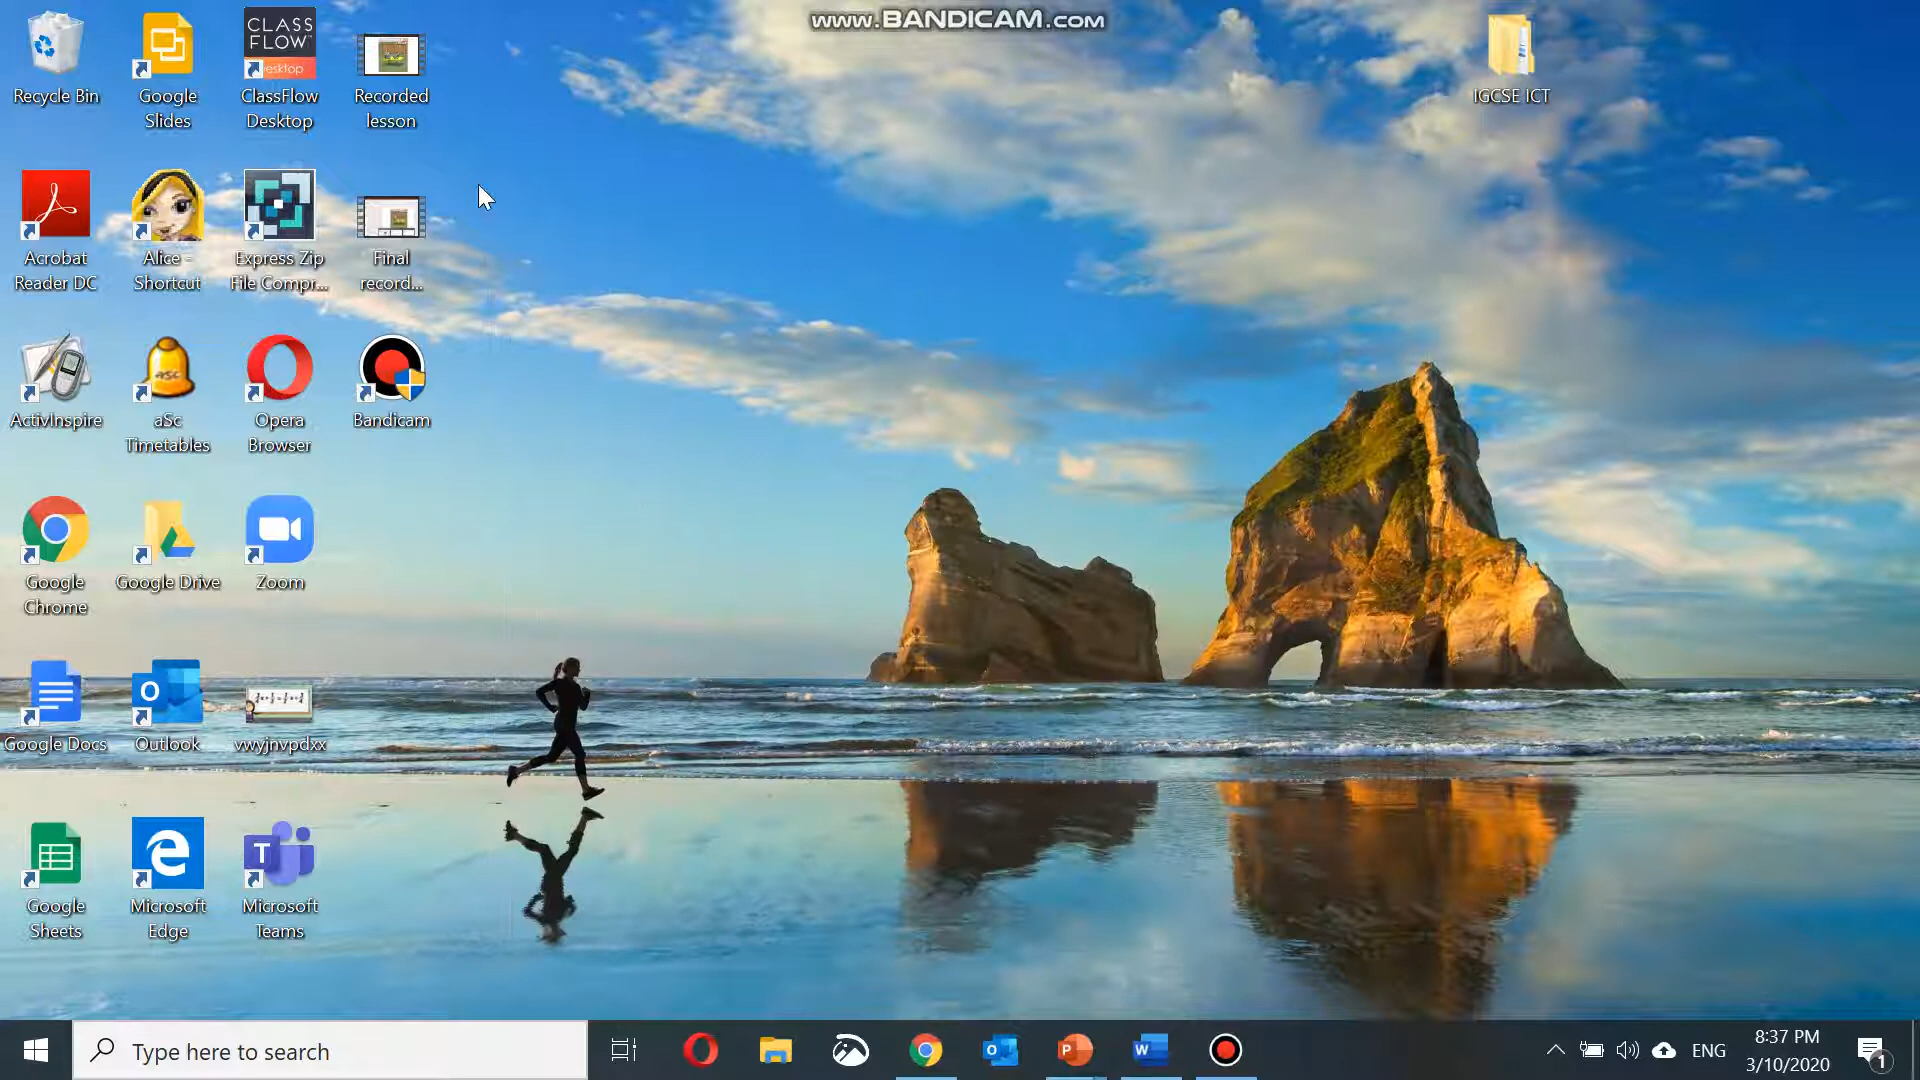 www.BANDICAM.com
Recycle Bin
Google
Slides
CLASS
FLOW
Desktop
ClassFlow
Desktop
Recorded
lesson
IGCSE ICT
Acrobat
Reader DC
Alice -
Shortcut
Express Zip
File Compr...
Final
record...
ActivInspire
aSc
aSc
Timetables
Opera
Browser
Bandicam
Google
Chrome
Google Drive
Zoom
Google Docs
Outlook
vwyjnvpdxx
Google
Sheets
Microsoft
Edge
Microsoft
Teams
Type here to search
ENG
8:37 PM
3/10/2020
1